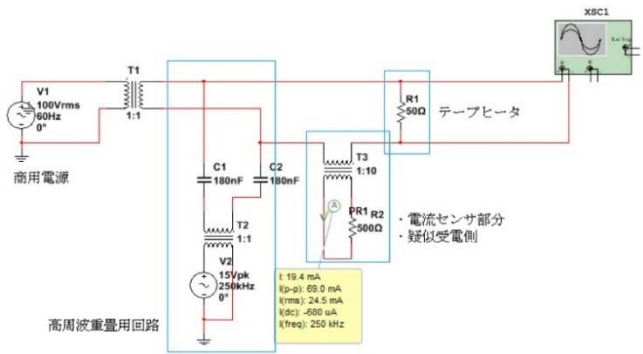 XSC1
Ext Trig
T1
1:1
V1
100Vrms
60Hz
0°
商用電源
R1
50Ω
テープヒータ
C1
180nF
C2
180nF
T3
1:10
T2
1:1
PR1
R2
500Ω
A
・電流センサ部分
・疑似受電側
V2
15Vpk
250kHz
0°
高周波重畳用回路
I: 19.4 mA
I(p-p): 69.0 mA
I(rms): 24.5 mA
I(dc): -680 uA
I(freq): 250 kHz